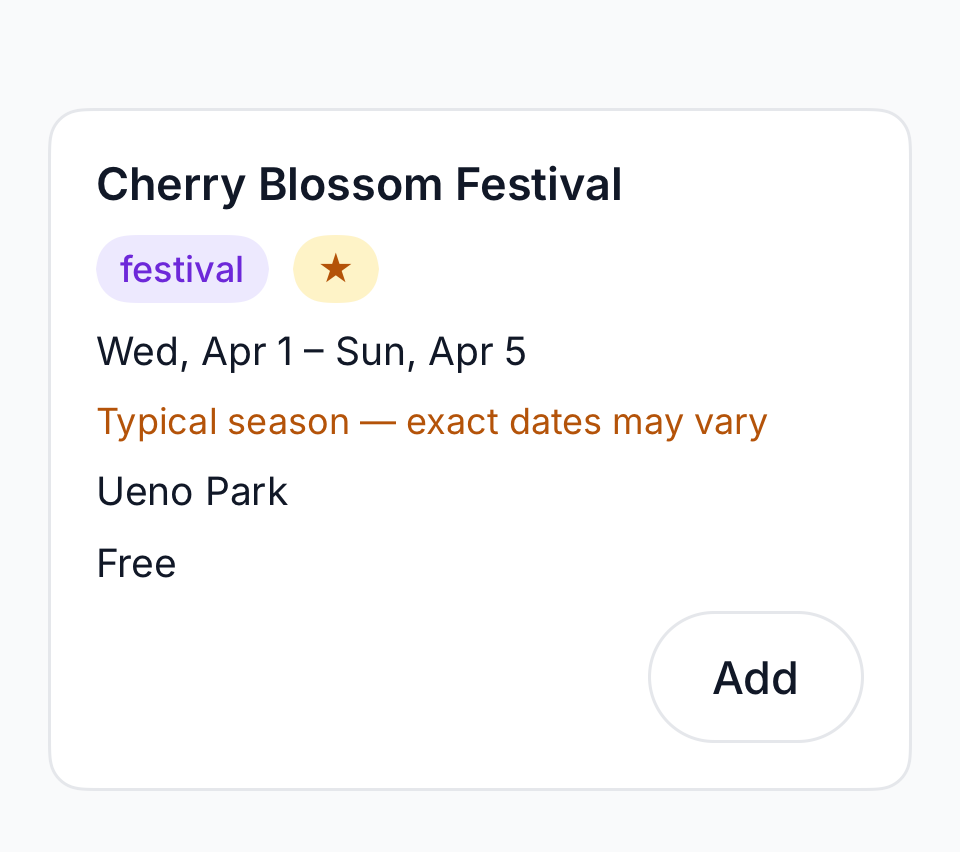 Cherry Blossom Festival
festival ★
Wed, Apr 1 – Sun, Apr 5
Typical season — exact dates may vary
Ueno Park
Free
Add